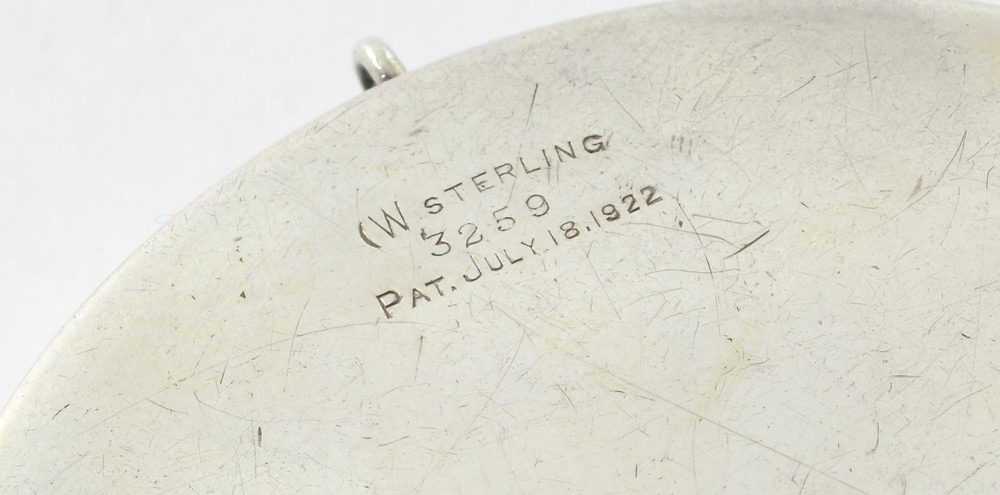 (W STERLING
3259
PAT. JULY.18.1922